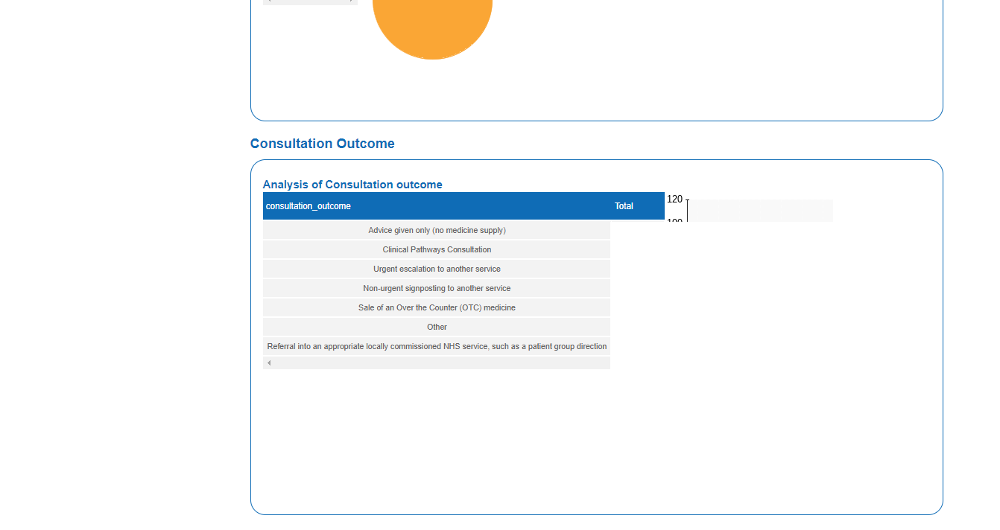 Consultation Outcome
Analysis of Consultation outcome
consultation_outcome Total
120
Advice given only (no medicine supply)
Clinical Pathways Consultation
Urgent escalation to another service
Non-urgent signposting to another service
Sale of an Over the Counter (OTC) medicine
Other
Referral into an appropriate locally commissioned NHS service, such as a patient group direction